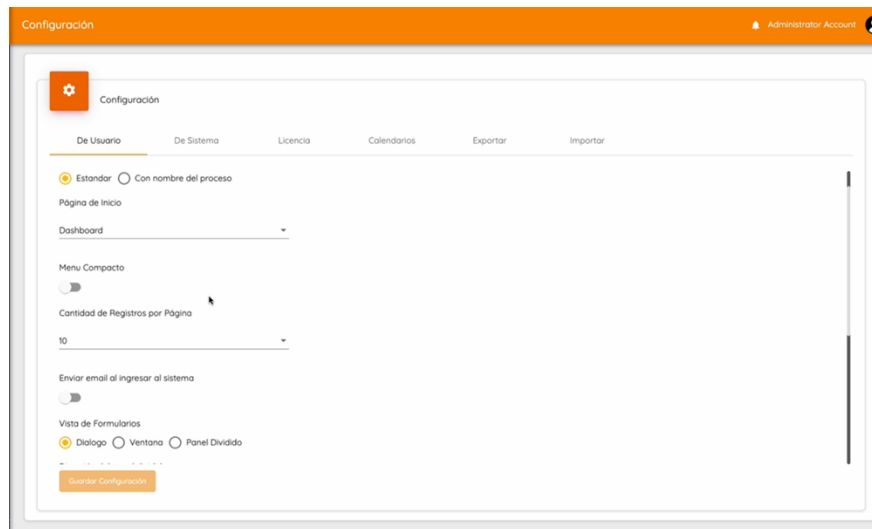 Configuración
Administrator Account
Configuración
De Usuario De Sistema Licencia Calendarios Exportar Importar
Estandar Con nombre del proceso
Página de Inicio
Dashboard
Menu Compacto
Cantidad de Registros por Página
10
Enviar email al ingresar al sistema
Vista de Formularios
Dialogo Ventana Panel Dividido
Guardar Configuración